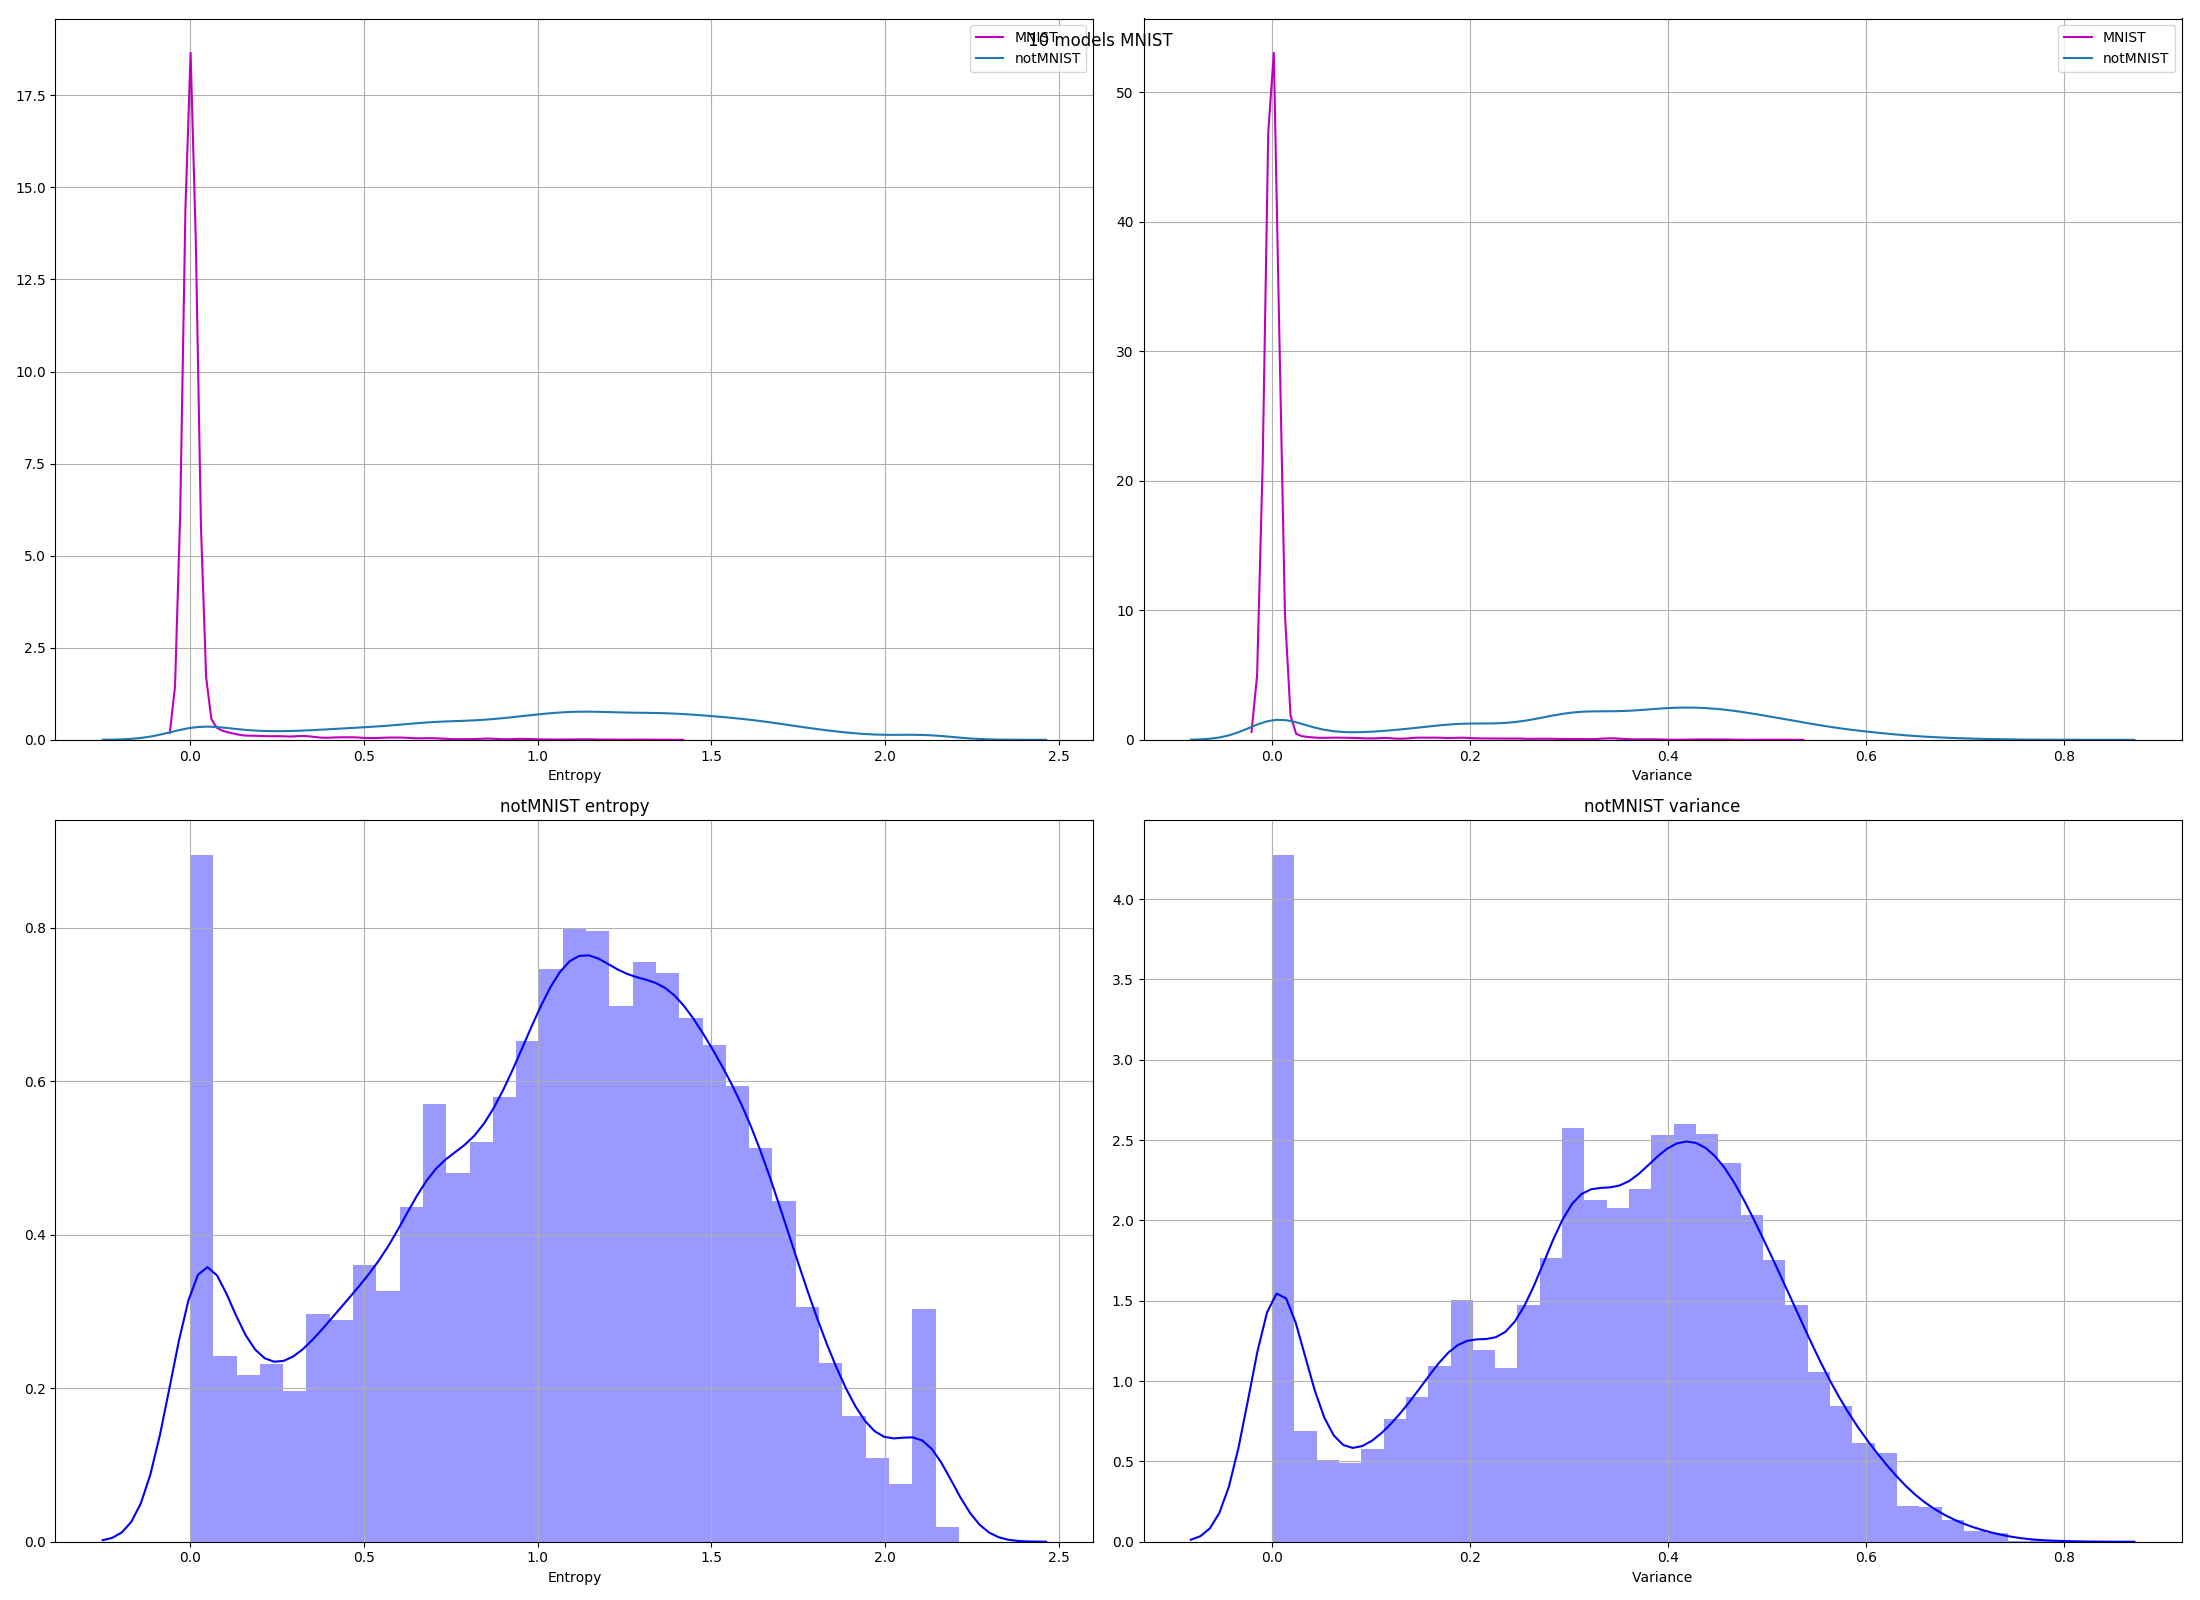 10 models MNIST
MNIST
notMNIST
17.5
15.0
12.5
10.0
7.5
5.0
2.5
0.0
0.0 0.5 1.0 1.5 2.0 2.5
Entropy
MNIST
notMNIST
50
40
30
20
10
0
0.0 0.2 0.4 0.6 0.8
Variance
notMNIST entropy
0.8
0.6
0.4
0.2
0.0
0.0 0.5 1.0 1.5 2.0 2.5
Entropy
notMNIST variance
4.0
3.5
3.0
2.5
2.0
1.5
1.0
0.5
0.0
0.0 0.2 0.4 0.6 0.8
Variance